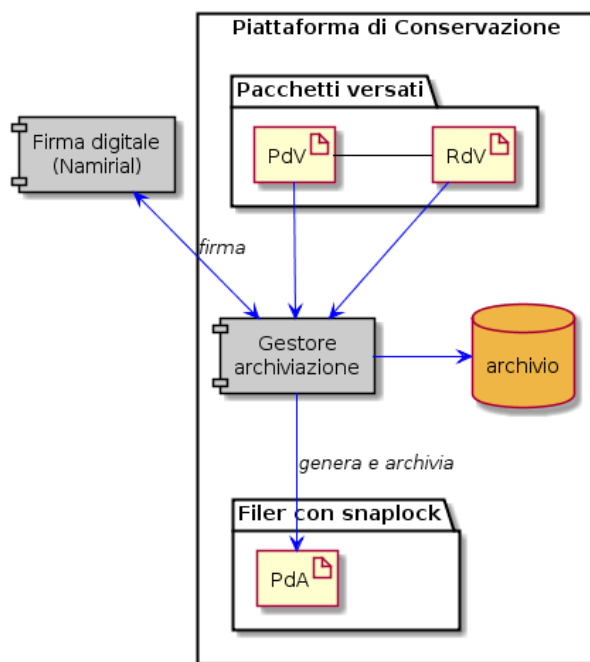 Piattaforma di Conservazione
Pacchetti versati
PdV
RdV
Firma digitale
(Namirial)
firma
Gestore
archiviazione
archivio
genera e archivia
Filer con snaplock
PdA